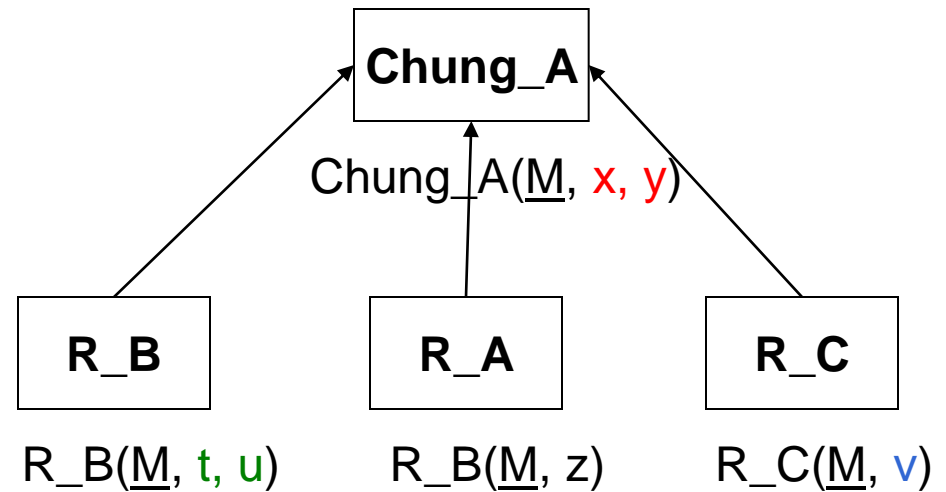 Chung_A
Chung_A(M, x, y)
R_B
R_A
R_C
R_B(M, t, u)
R_B(M, z)
R_C(M, v)